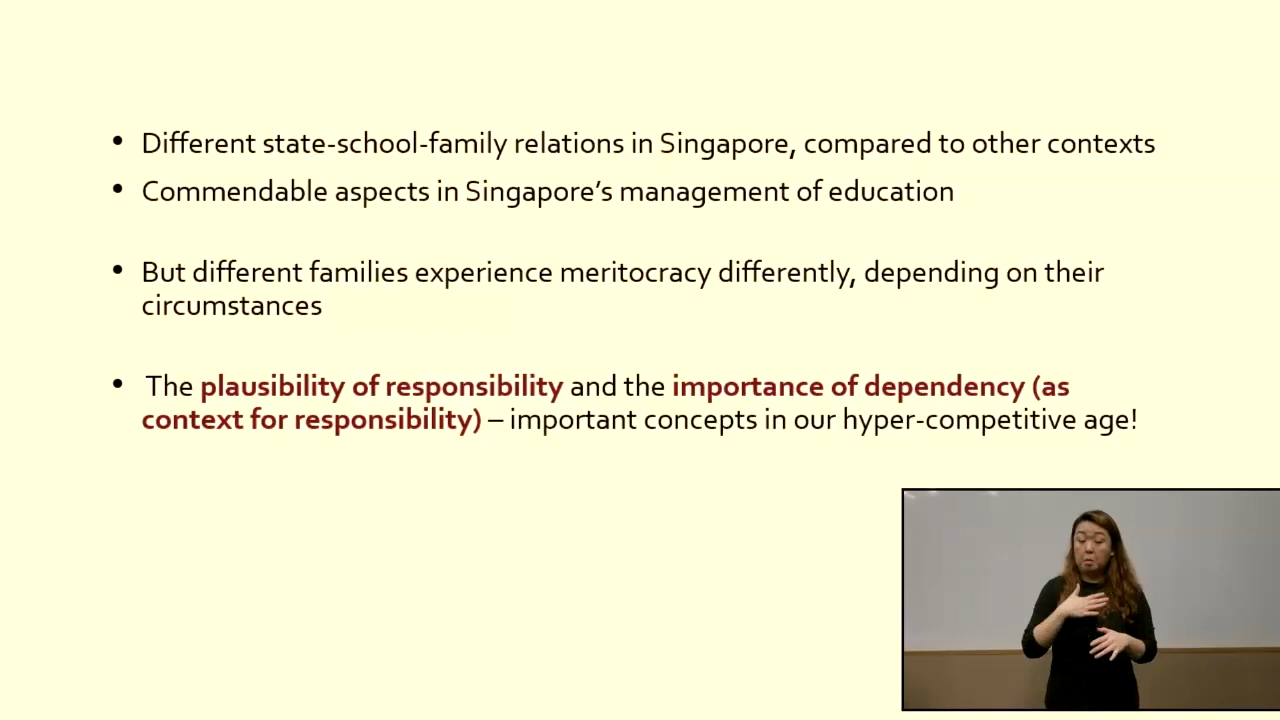 • Different state-school-family relations in Singapore, compared to other contexts
• Commendable aspects in Singapore’s management of education
• But different families experience meritocracy differently, depending on their
circumstances
• The plausibility of responsibility and the importance of dependency (as
context for responsibility) – important concepts in our hyper-competitive age!